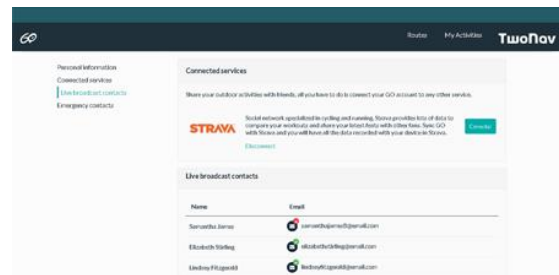 GO
Routes
My Activities
TwoNav
Personal information
Connected services
Live broadcast contacts
Emergency contacts
Connected services
Share your outdoor activities with friends, all you have to do is connect your GO account to any other service.
STRAVA
Social network specialized in cycling and running. Strava provides lots of data to
compare your workouts and share your latest feats with other fans. Sync GO
with Strava and you will have all the data recorded with your device in Strava.
Disconnect
Live broadcast contacts
Name
Email
Samantha James
Elizabeth Stirling
Lindsey Fitzgerald